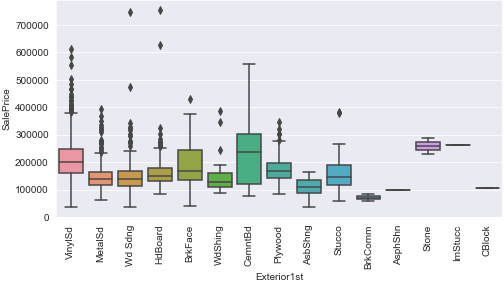 700000
600000
500000
400000
300000
200000
100000
0
SalePrice
VinylSd
MetalSd
Wd Sdng
HdBoard
BrkFace
WdShing
CemntBd
Plywood
AsbShng
Stucco
BrkComm
AsphShn
Stone
ImStucc
CBlock
Exterior1st